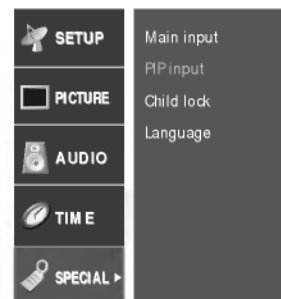 SETUP
PICTURE
AUDIO
TIME
SPECIAL
Main input
PIP input
Child lock
Language